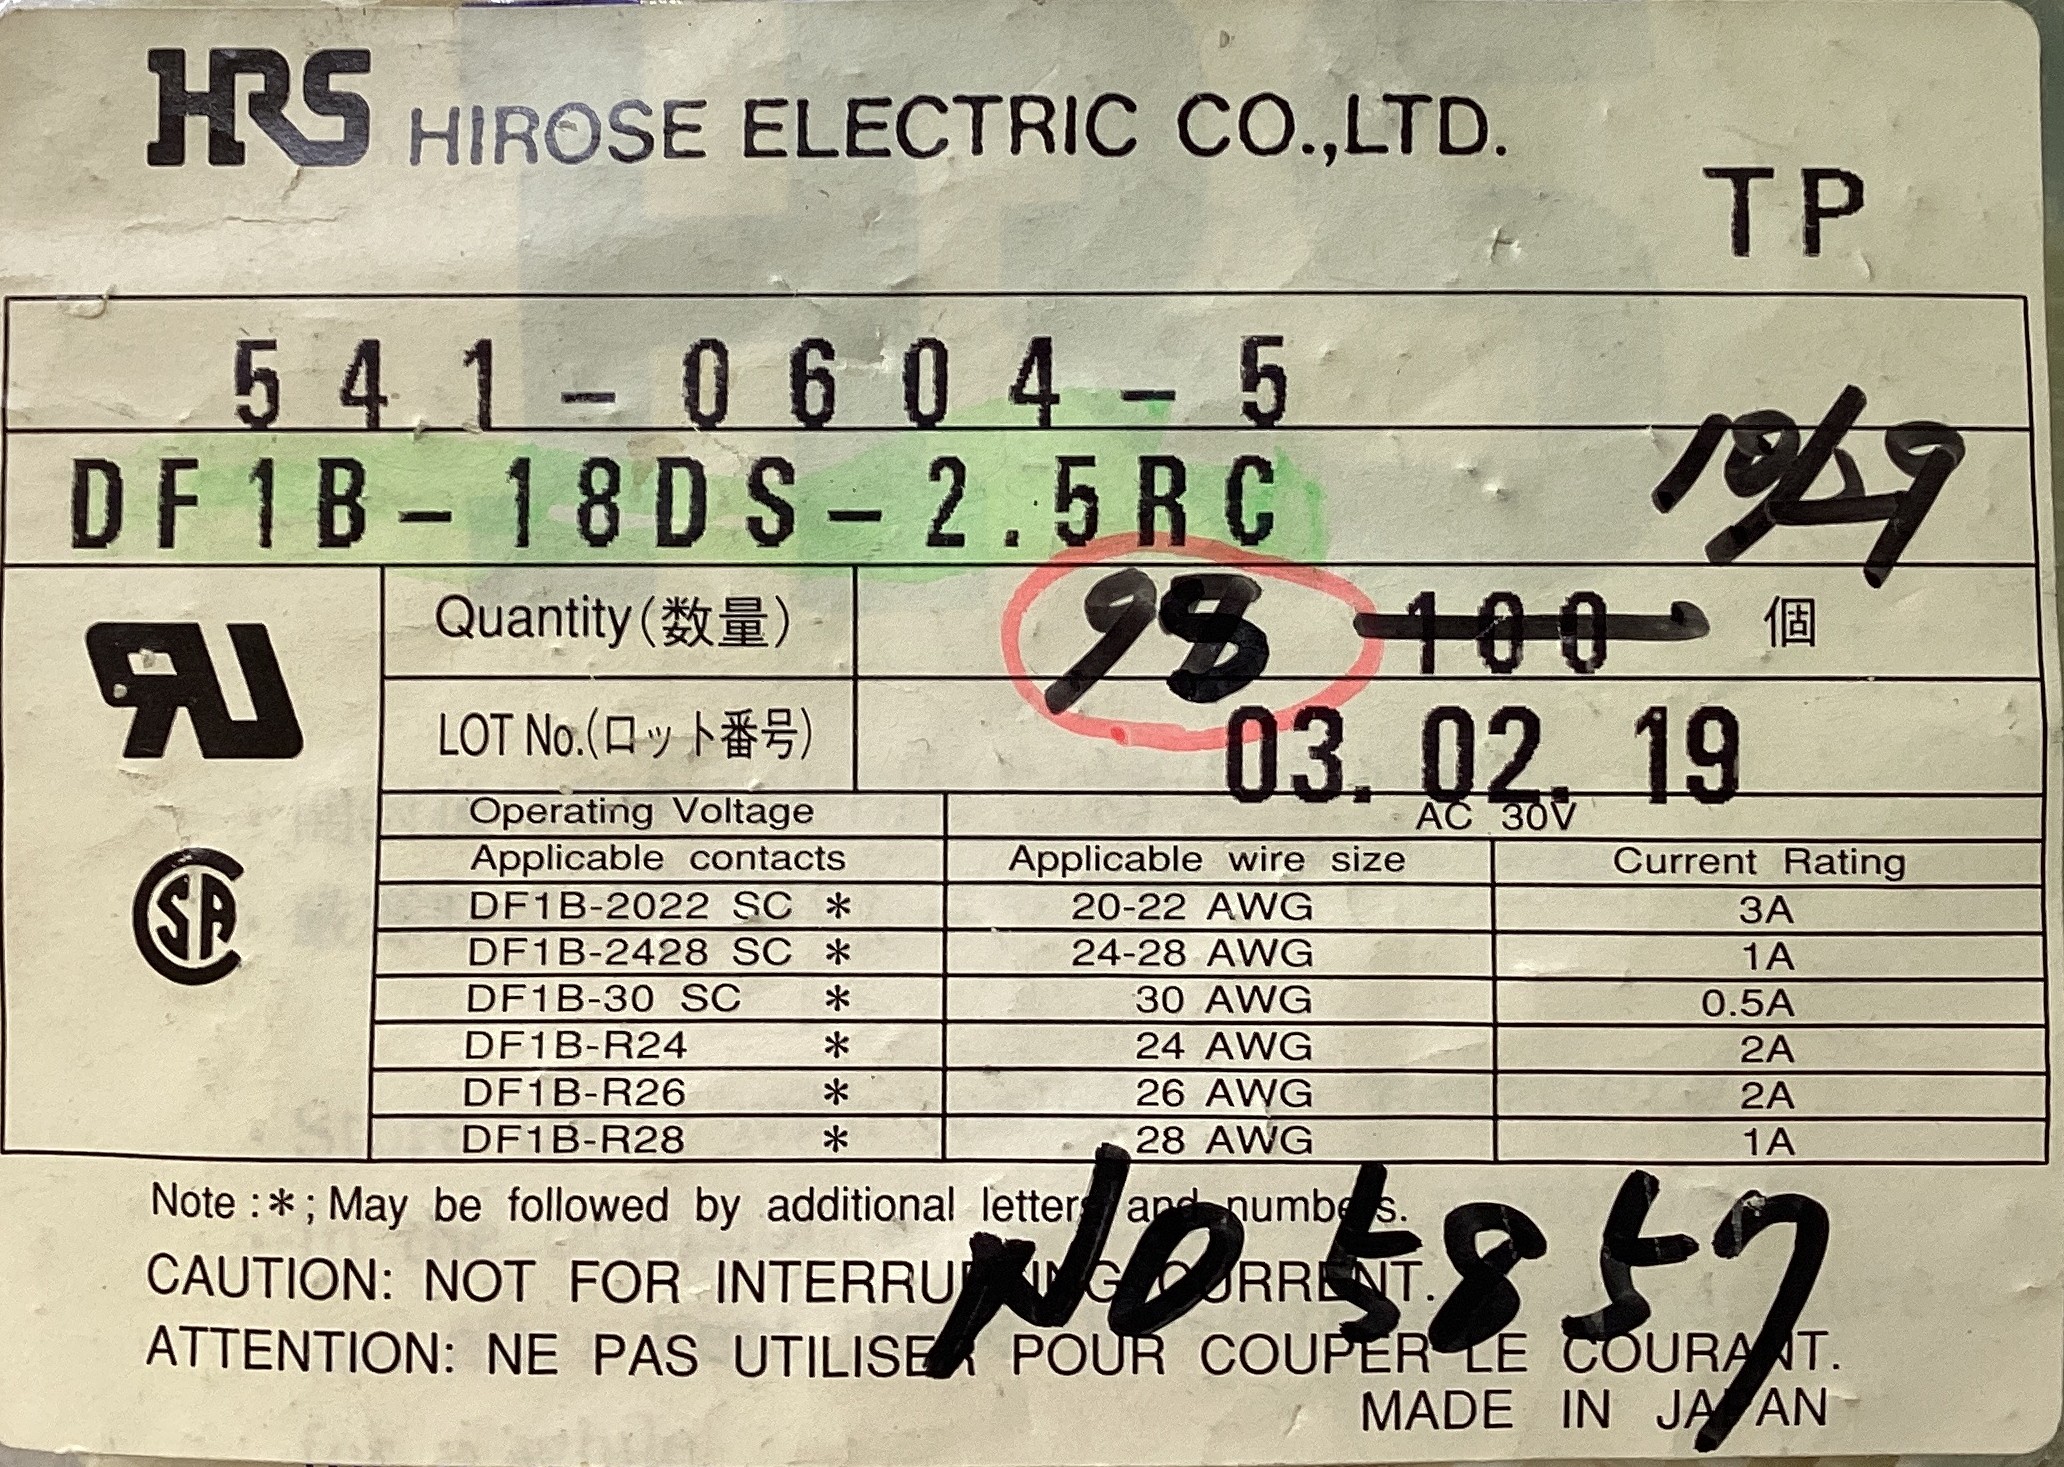 HRS HIROSE ELECTRIC CO.,LTD.
TP
541-0604-5
DF1B-18DS-2.5RC
Quantity(数量) 98 100 個
LOT No.(ロット番号) 03.02.19
Operating Voltage AC 30V
Applicable contacts Applicable wire size Current Rating
DF1B-2022 SC * 20-22 AWG 3A
DF1B-2428 SC * 24-28 AWG 1A
DF1B-30 SC * 30 AWG 0.5A
DF1B-R24 * 24 AWG 2A
DF1B-R26 * 26 AWG 2A
DF1B-R28 * 28 AWG 1A
RU
CSA
Note :*; May be followed by additional letters and numbers.
NO 5857
CAUTION: NOT FOR INTERRUPTING CURRENT.
ATTENTION: NE PAS UTILISER POUR COUPER LE COURANT.
MADE IN JAPAN